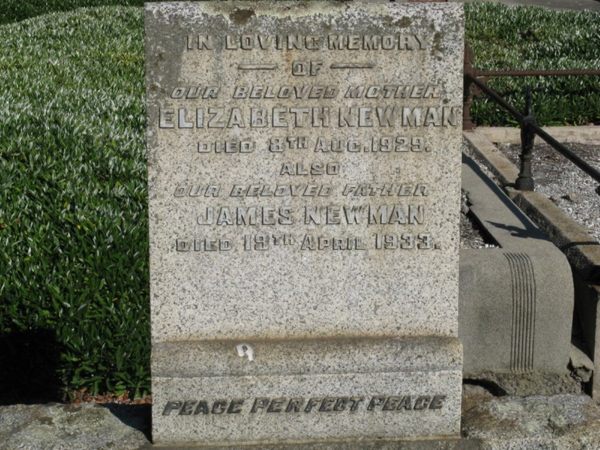 IN LOVING MEMORY
OF
OUR BELOVED MOTHER
ELIZABETH NEWMAN
DIED 8TH AUG. 1929.
ALSO
OUR BELOVED FATHER
JAMES NEWMAN
DIED 19TH APRIL 1933.
PEACE PERFECT PEACE